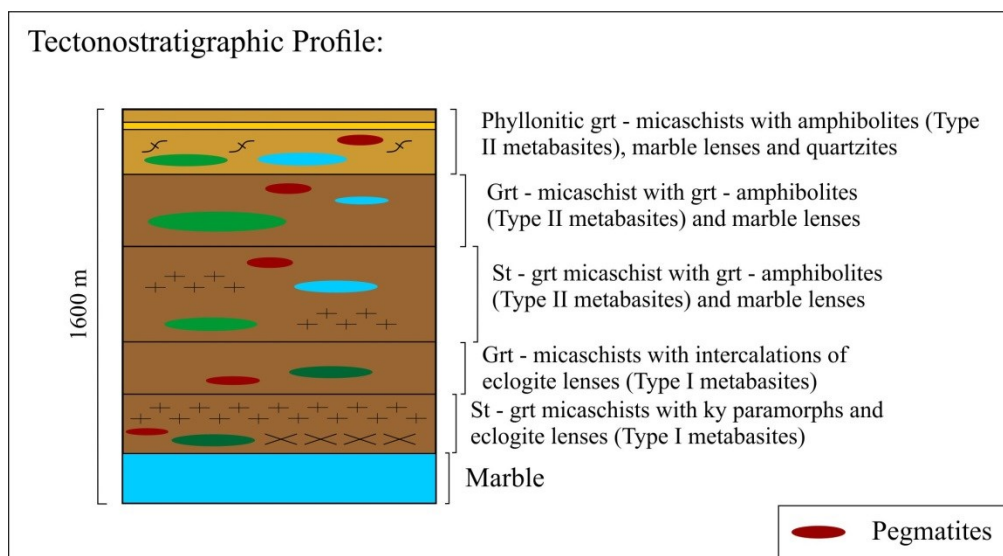 Tectonostratigraphic Profile:
1600 m
Phyllonitic grt - micaschists with amphibolites (Type
II metabasites), marble lenses and quartzites
Grt - micaschist with grt - amphibolites
(Type II metabasites) and marble lenses
St - grt micaschist with grt - amphibolites
(Type II metabasites) and marble lenses
Grt - micaschists with intercalations of
eclogite lenses (Type I metabasites)
St - grt micaschists with ky paramorphs and
eclogite lenses (Type I metabasites)
Marble
Pegmatites